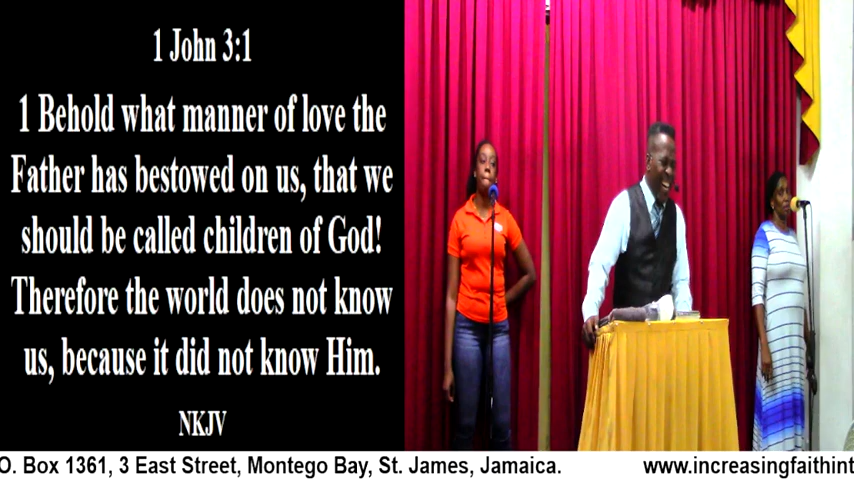 1 John 3:1
1 Behold what manner of love the
Father has bestowed on us, that we
should be called children of God!
Therefore the world does not know
us, because it did not know Him.
NKJV
O. Box 1361, 3 East Street, Montego Bay, St. James, Jamaica. www.increasingfaithint